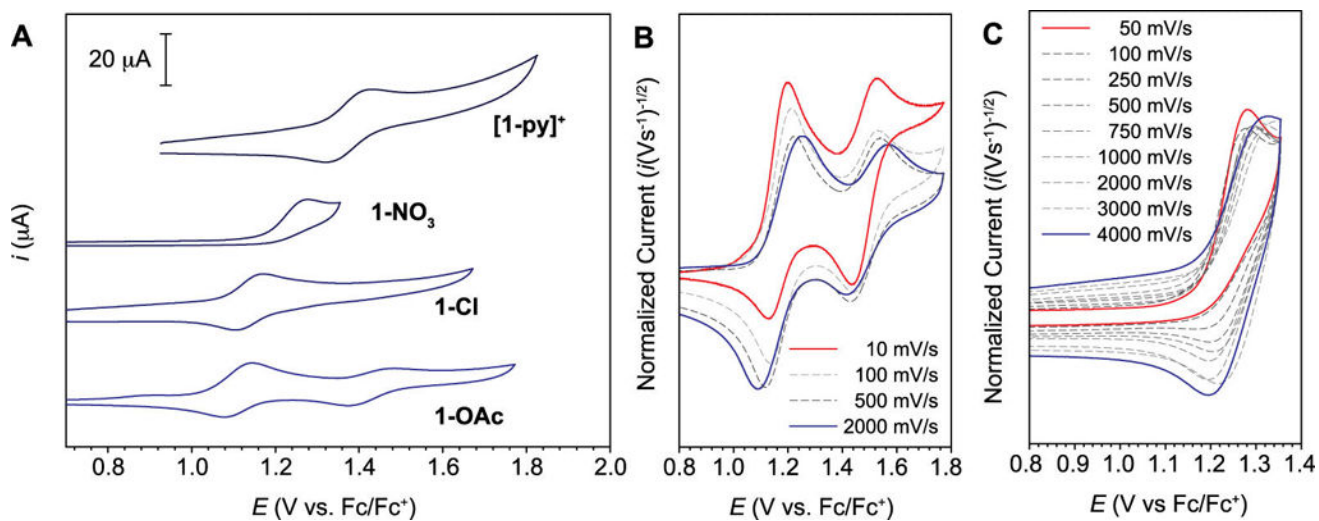 A
20 μA
[1-py]⁺
1-NO₃
1-Cl
1-OAc
i (μA)
0.8 1.0 1.2 1.4 1.6 1.8 2.0
E (V vs. Fc/Fc⁺)
B
Normalized Current (i(Vs⁻¹)⁻¹/²)
10 mV/s
100 mV/s
500 mV/s
2000 mV/s
0.8 1.0 1.2 1.4 1.6 1.8
E (V vs. Fc/Fc⁺)
C
Normalized Current (i(Vs⁻¹)⁻¹/²)
50 mV/s
100 mV/s
250 mV/s
500 mV/s
750 mV/s
1000 mV/s
2000 mV/s
3000 mV/s
4000 mV/s
0.8 0.9 1.0 1.1 1.2 1.3 1.4
E (V vs Fc/Fc⁺)